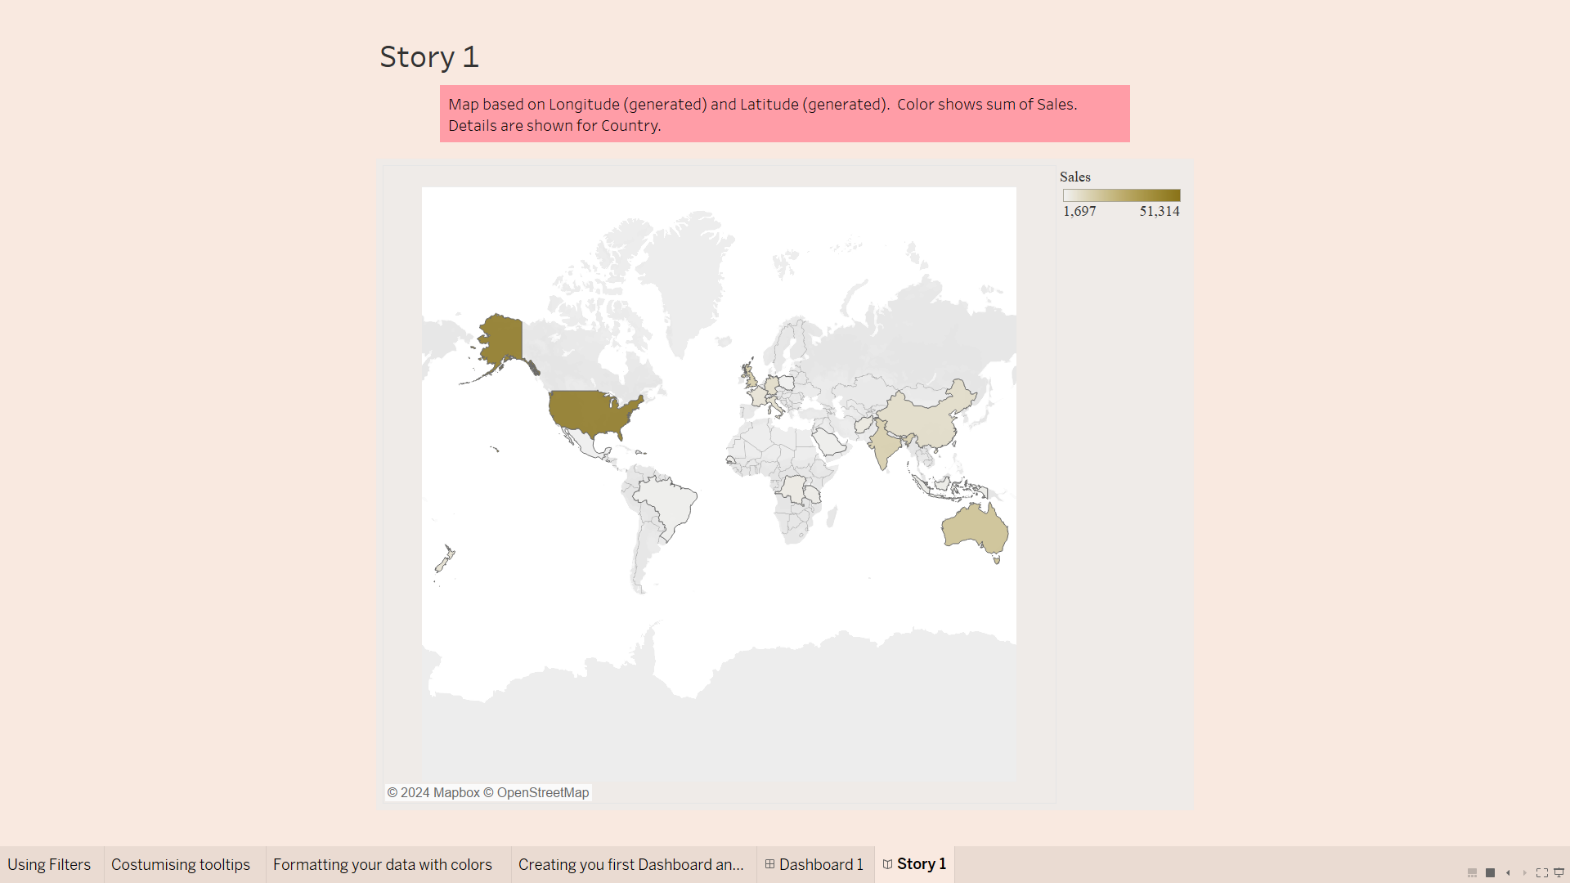 Story 1
Map based on Longitude (generated) and Latitude (generated).  Color shows sum of Sales.
Details are shown for Country.
Sales
1,697 51,314
© 2024 Mapbox © OpenStreetMap
Using Filters
Costumising tooltips
Formatting your data with colors
Creating you first Dashboard an...
Dashboard 1
Story 1